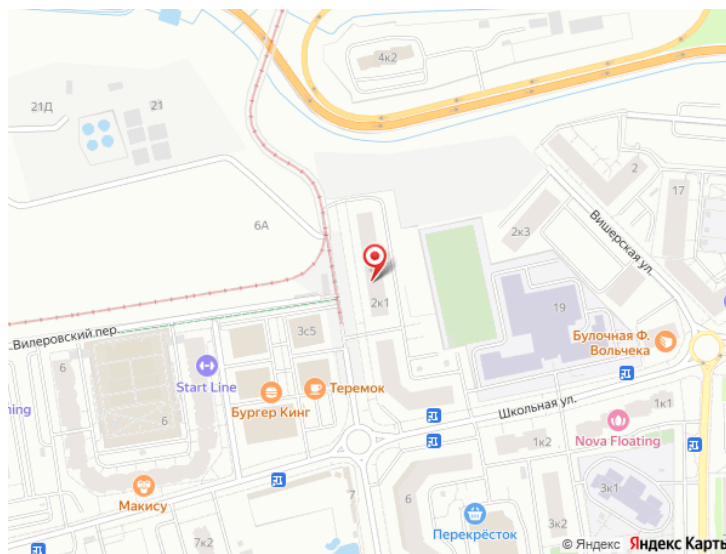 4к2
21Д
21
2
17
6А
Вишерская ул.
2к3
2к1
19
Вилеровский пер.
3с5
6
Start Line
Булочная Ф.
Вольчека
ning
Теремок
Бургер Кинг
6
Школьная ул.
1к1
1к2
Nova Floating
Макису
7
6
3к1
Перекрёсток
3к2
7к2
© Яндекс Яндекс Карты